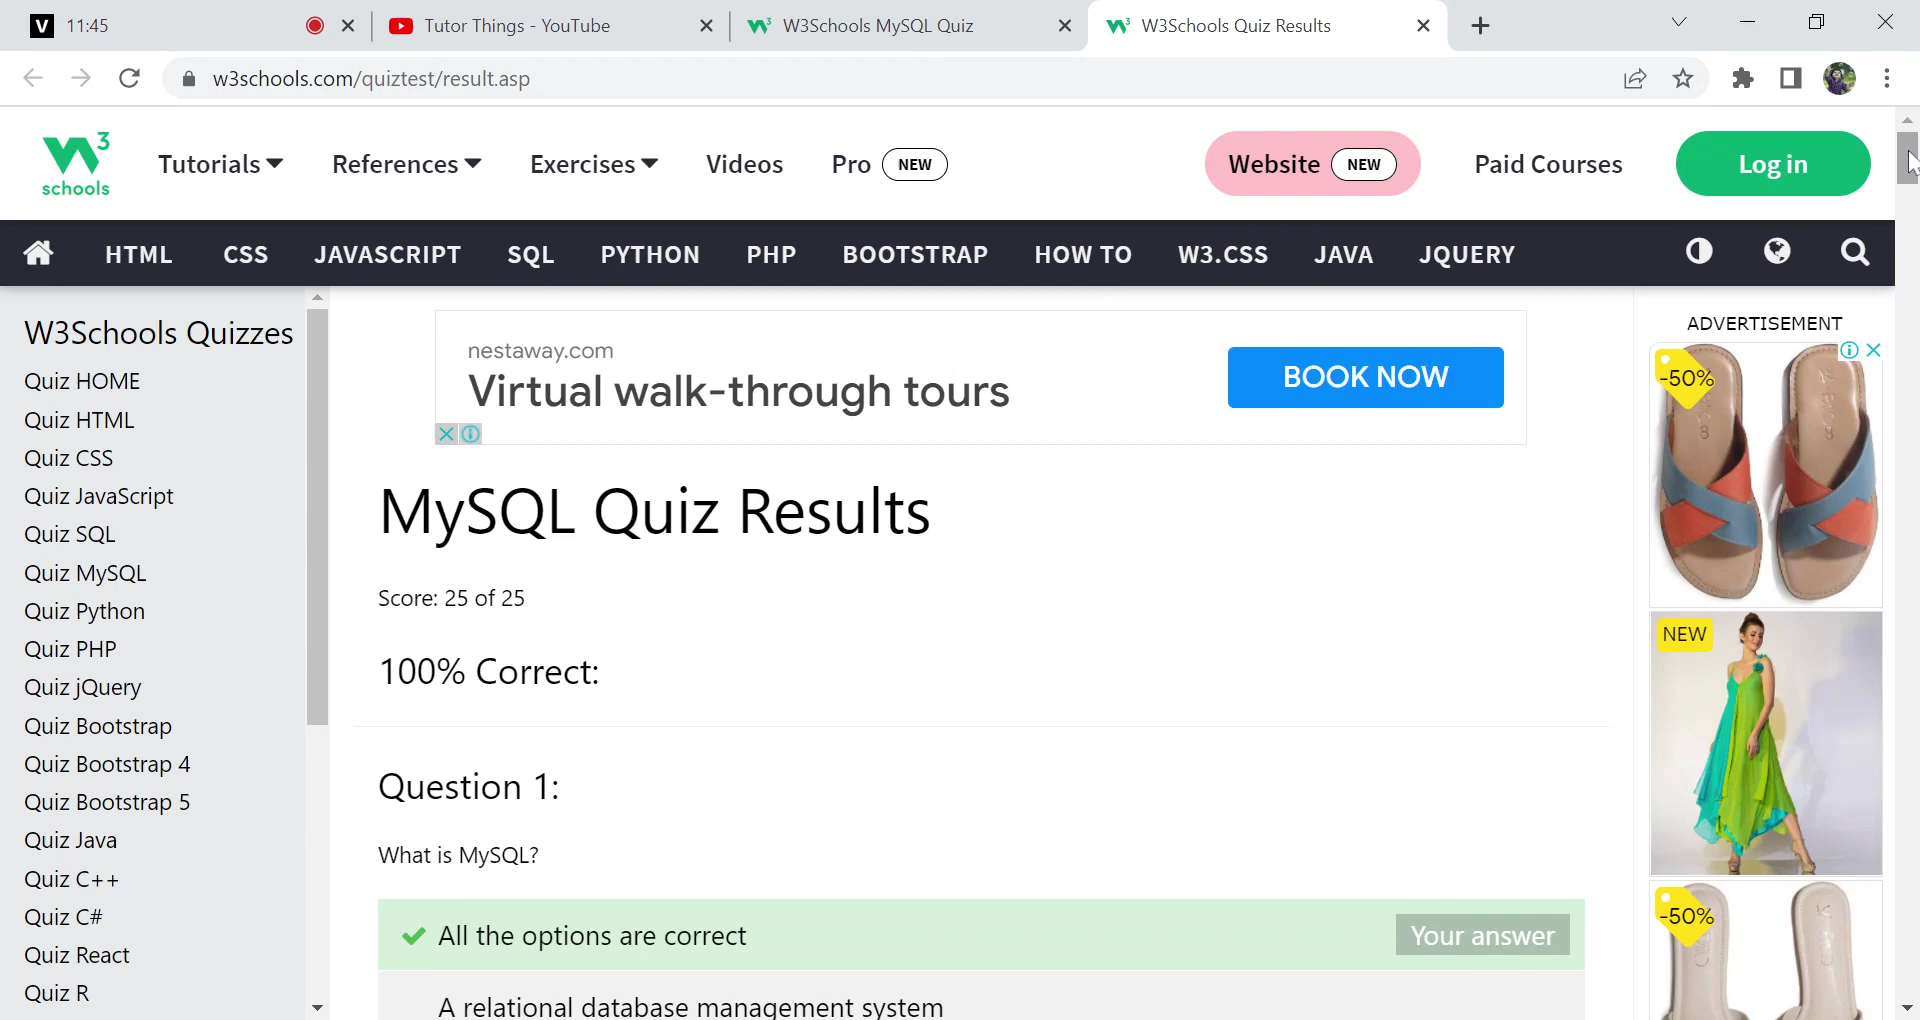 V 11:45
Tutor Things - YouTube
W3Schools MySQL Quiz
W3Schools Quiz Results
w3schools.com/quiztest/result.asp
W3 schools
Tutorials
References
Exercises
Videos
Pro NEW
Website NEW
Paid Courses
Log in
HTML CSS JAVASCRIPT SQL PYTHON PHP BOOTSTRAP HOW TO W3.CSS JAVA JQUERY
W3Schools Quizzes
Quiz HOME
Quiz HTML
Quiz CSS
Quiz JavaScript
Quiz SQL
Quiz MySQL
Quiz Python
Quiz PHP
Quiz jQuery
Quiz Bootstrap
Quiz Bootstrap 4
Quiz Bootstrap 5
Quiz Java
Quiz C++
Quiz C#
Quiz React
Quiz R
nestaway.com
Virtual walk-through tours
BOOK NOW
MySQL Quiz Results
Score: 25 of 25
100% Correct:
Question 1:
What is MySQL?
All the options are correct
Your answer
A relational database management system
ADVERTISEMENT
-50%
NEW
-50%